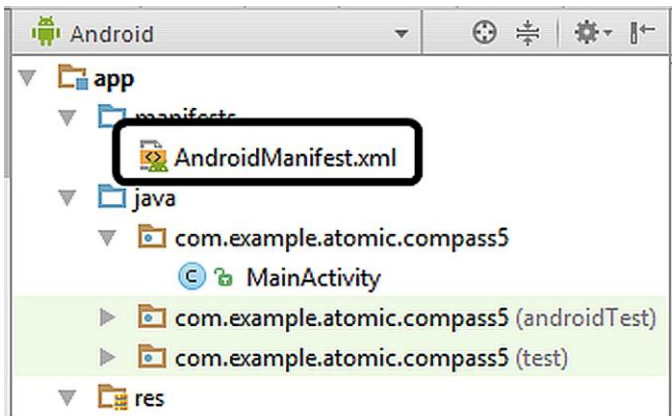 Android
app
manifests
AndroidManifest.xml
java
com.example.atomic.compass5
MainActivity
com.example.atomic.compass5 (androidTest)
com.example.atomic.compass5 (test)
res